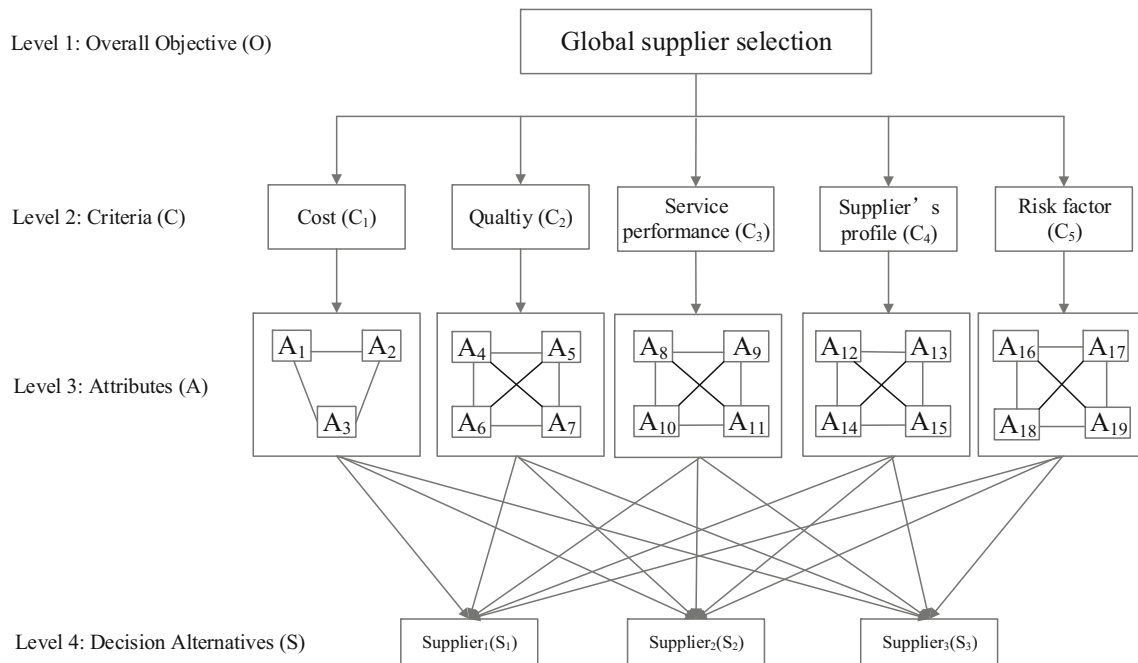 Level 1: Overall Objective (O)
Global supplier selection
Level 2: Criteria (C)
Cost (C₁)
Qualtiy (C₂)
Service
performance (C₃)
Supplier’s
profile (C₄)
Risk factor
(C₅)
Level 3: Attributes (A)
A₁ A₂
A₃
A₄ A₅
A₆ A₇
A₈ A₉
A₁₀ A₁₁
A₁₂ A₁₃
A₁₄ A₁₅
A₁₆ A₁₇
A₁₈ A₁₉
Level 4: Decision Alternatives (S)
Supplier₁(S₁)
Supplier₂(S₂)
Supplier₃(S₃)